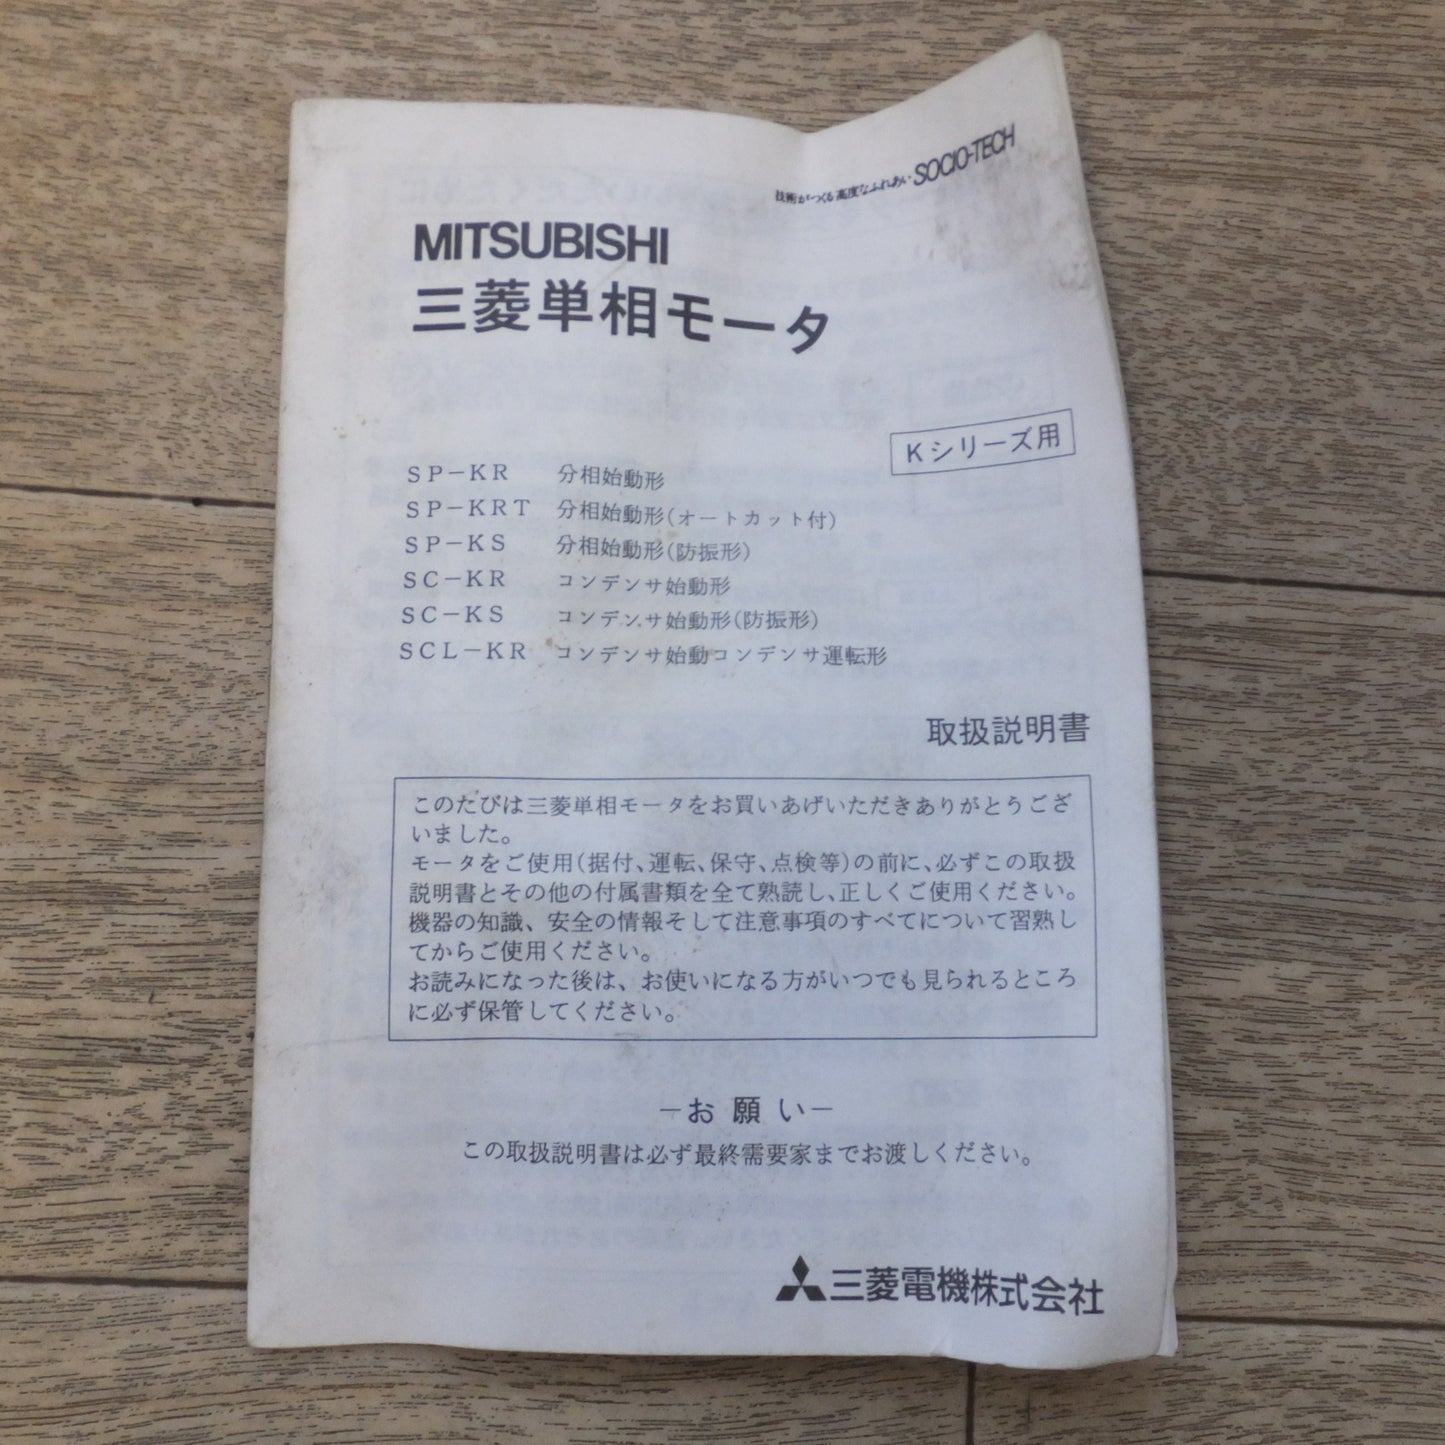 技術がつくる高度なふれあい SOCIO-TECH
MITSUBISHI
三菱単相モータ
Kシリーズ用
SP-KR 分相始動形
SP-KRT 分相始動形(オートカット付)
SP-KS 分相始動形(防振形)
SC-KR コンデンサ始動形
SC-KS コンデンサ始動形(防振形)
SCL-KR コンデンサ始動コンデンサ運転形
取扱説明書
このたびは三菱単相モータをお買いあげいただきありがとうござ
いました。
モータをご使用(据付、運転、保守、点検等)の前に、必ずこの取扱
説明書とその他の付属書類を全て熟読し、正しくご使用ください。
機器の知識、安全の情報そして注意事項のすべてについて習熟し
てからご使用ください。
お読みになった後は、お使いになる方がいつでも見られるところ
に必ず保管してください。
－お願い－
この取扱説明書は必ず最終需要家までお渡しください。
三菱電機株式会社